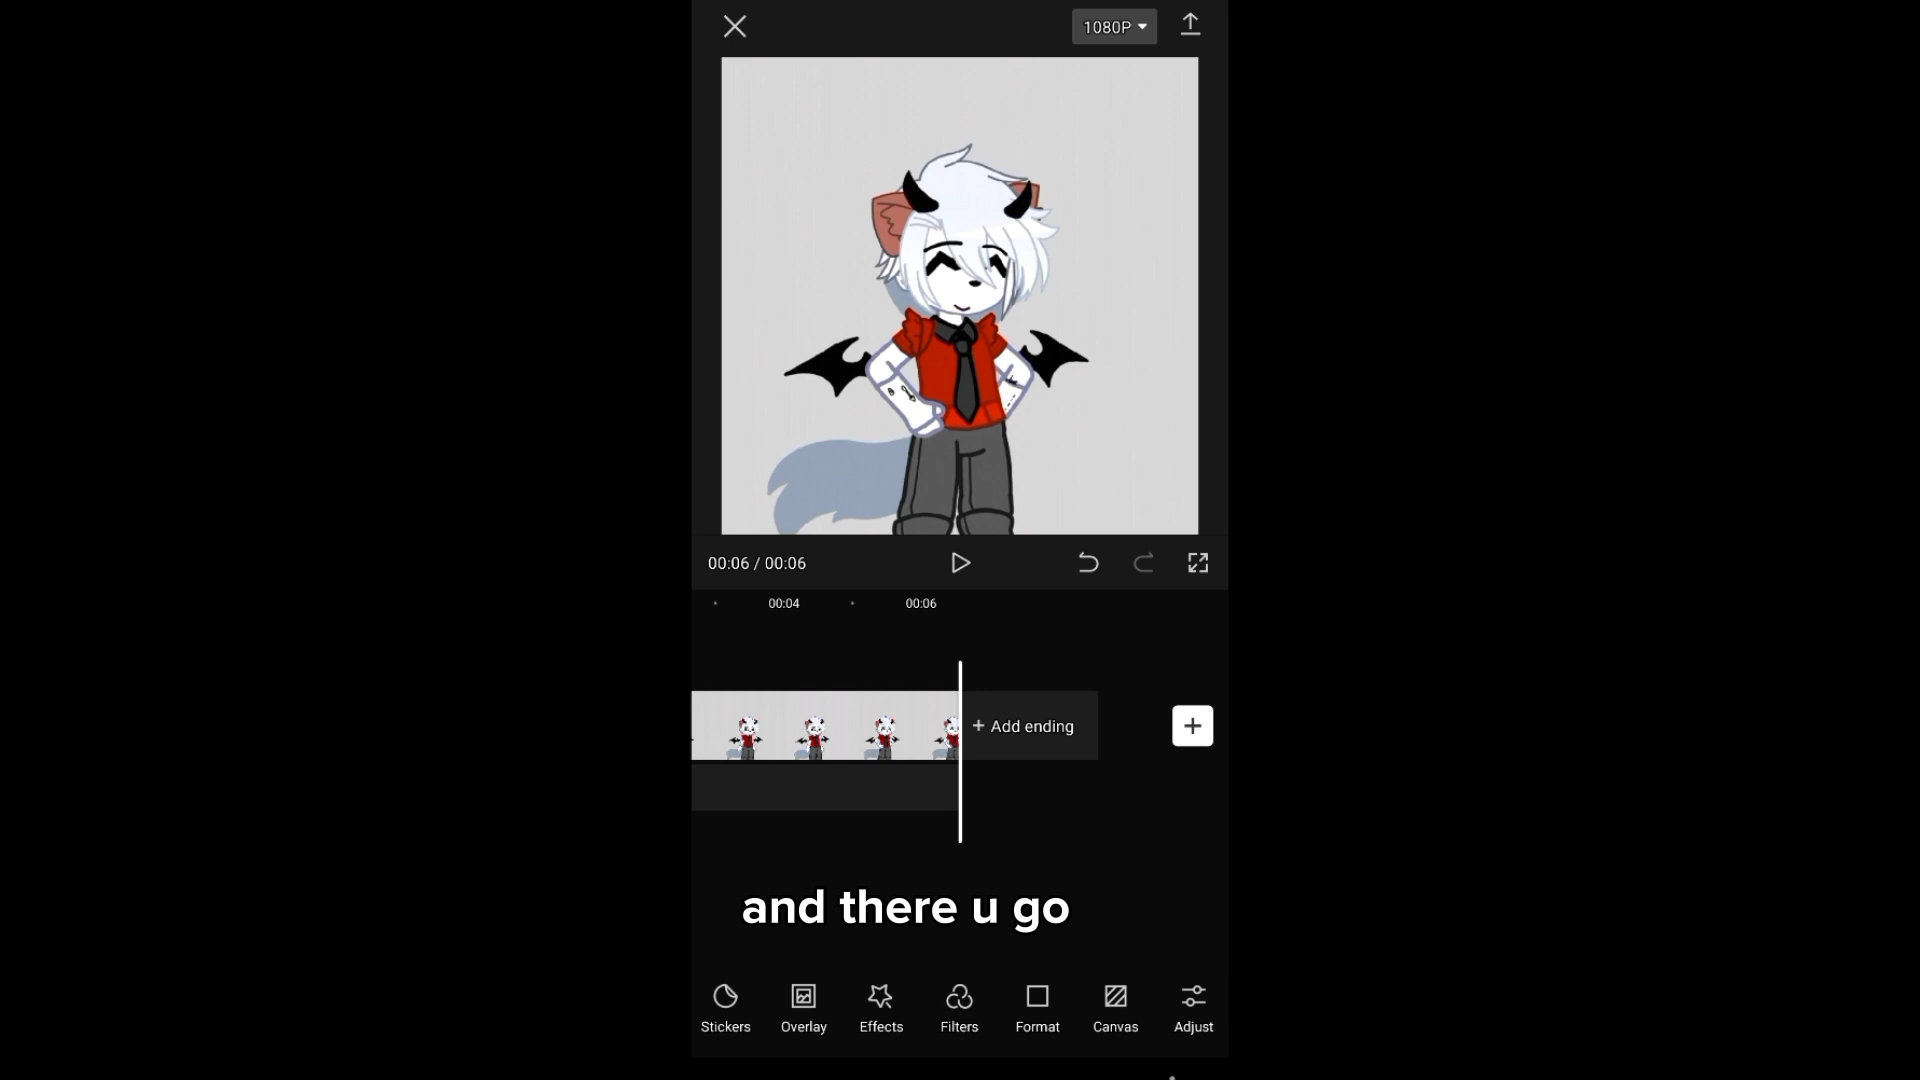 1080P
00:06 / 00:06
00:04
00:06
+ Add ending
and there u go
Stickers
Overlay
Effects
Filters
Format
Canvas
Adjust